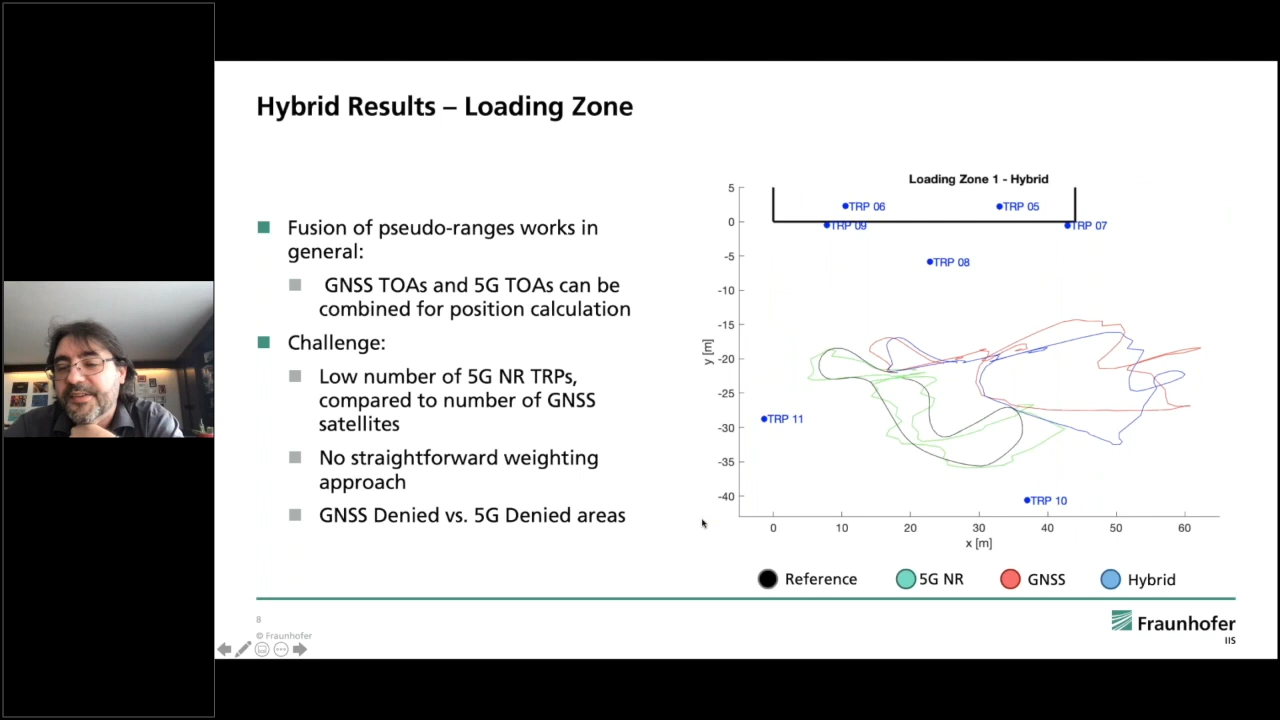 Hybrid Results – Loading Zone
Fusion of pseudo-ranges works in
general:
GNSS TOAs and 5G TOAs can be
combined for position calculation
Challenge:
Low number of 5G NR TRPs,
compared to number of GNSS
satellites
No straightforward weighting
approach
GNSS Denied vs. 5G Denied areas
Loading Zone 1 - Hybrid
5
0
-5
-10
-15
-20
-25
-30
-35
-40
y [m]
TRP 06
TRP 05
TRP 09
TRP 07
TRP 08
TRP 11
TRP 10
0 10 20 30 40 50 60
x [m]
Reference 5G NR GNSS Hybrid
8
© Fraunhofer
Fraunhofer
IIS